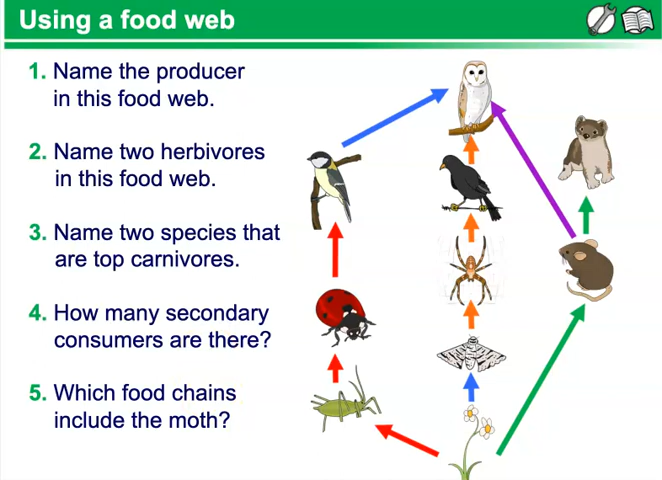 Using a food web
1. Name the producer
in this food web.
2. Name two herbivores
in this food web.
3. Name two species that
are top carnivores.
4. How many secondary
consumers are there?
5. Which food chains
include the moth?